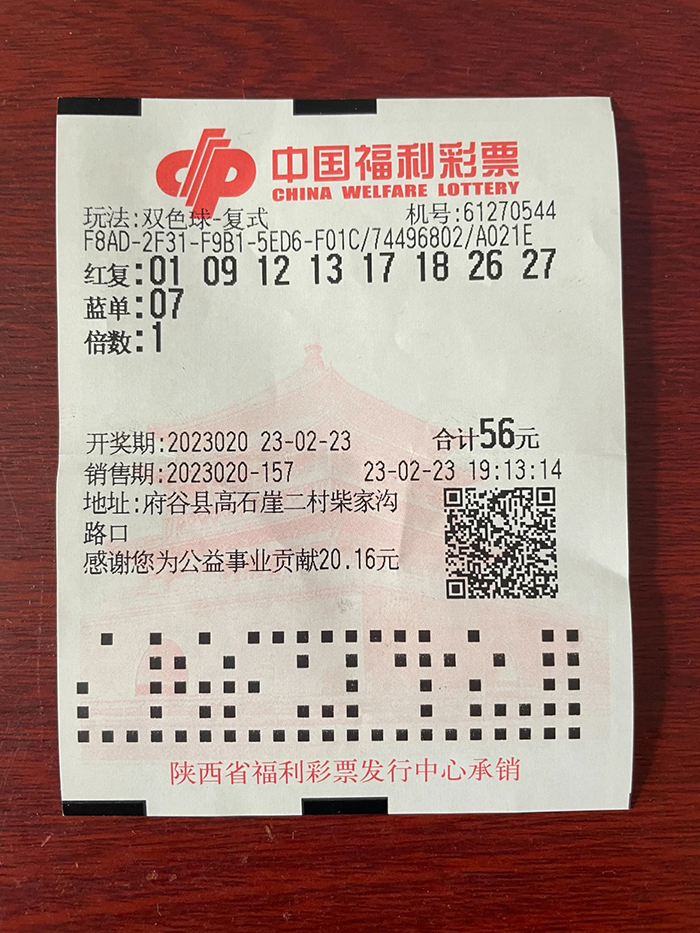 中国福利彩票
CHINA WELFARE LOTTERY
玩法:双色球-复式 机号:61270544
F8AD-2F31-F9B1-5ED6-F01C/74496802/A021E
红复:01 09 12 13 17 18 26 27
蓝单:07
倍数:1
开奖期:2023020 23-02-23 合计56元
销售期:2023020-157 23-02-23 19:13:14
地址:府谷县高石崖二村柴家沟
路口
感谢您为公益事业贡献20.16元
陕西省福利彩票发行中心承销